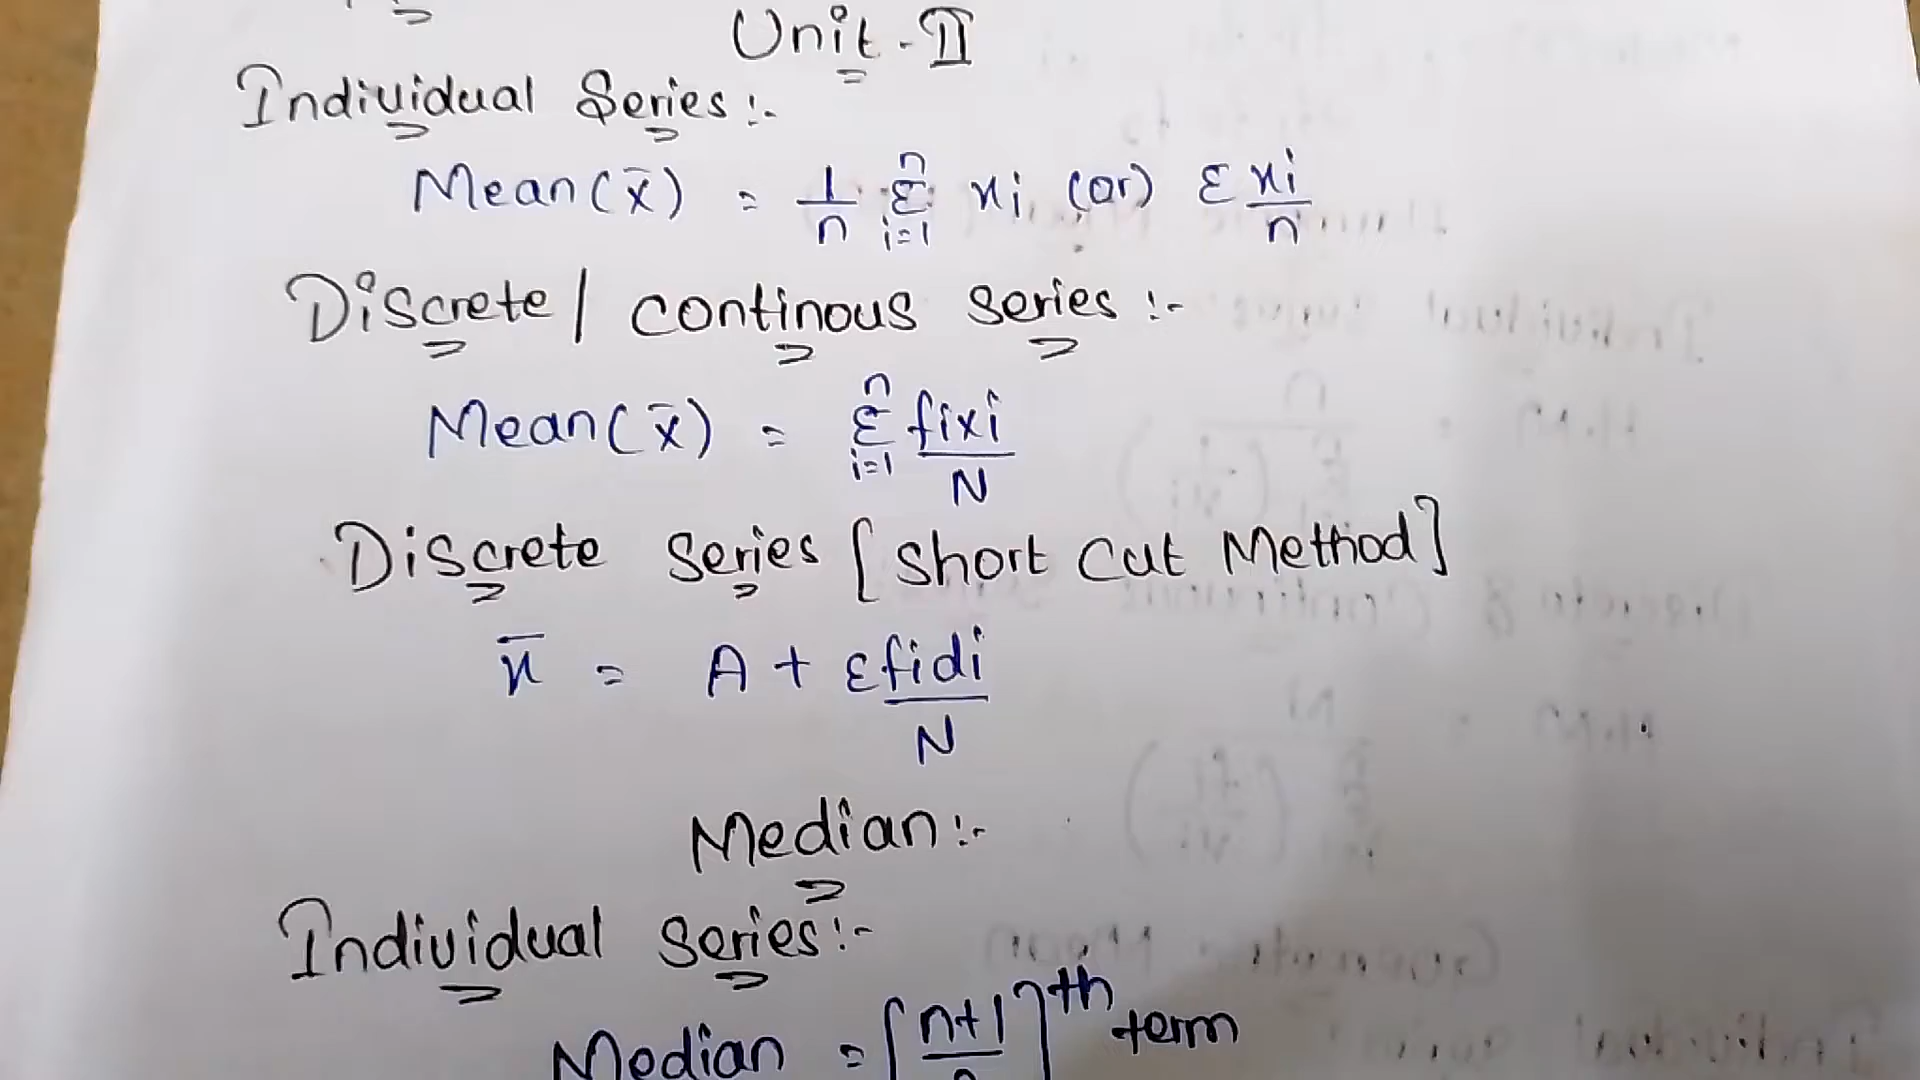 Unit - II
Individual Series :-
Mean (x̄) = 1/n Σ_{i=1}^{n} xi (or) Σ xi/n
Discrete / continous series :-
Mean (x̄) = Σ_{i=1}^{n} fixi/N
Discrete series [short cut Method]
x̄ = A + Σfidi/N
Median :-
Individual series :-
Median = [n+1/2]th term